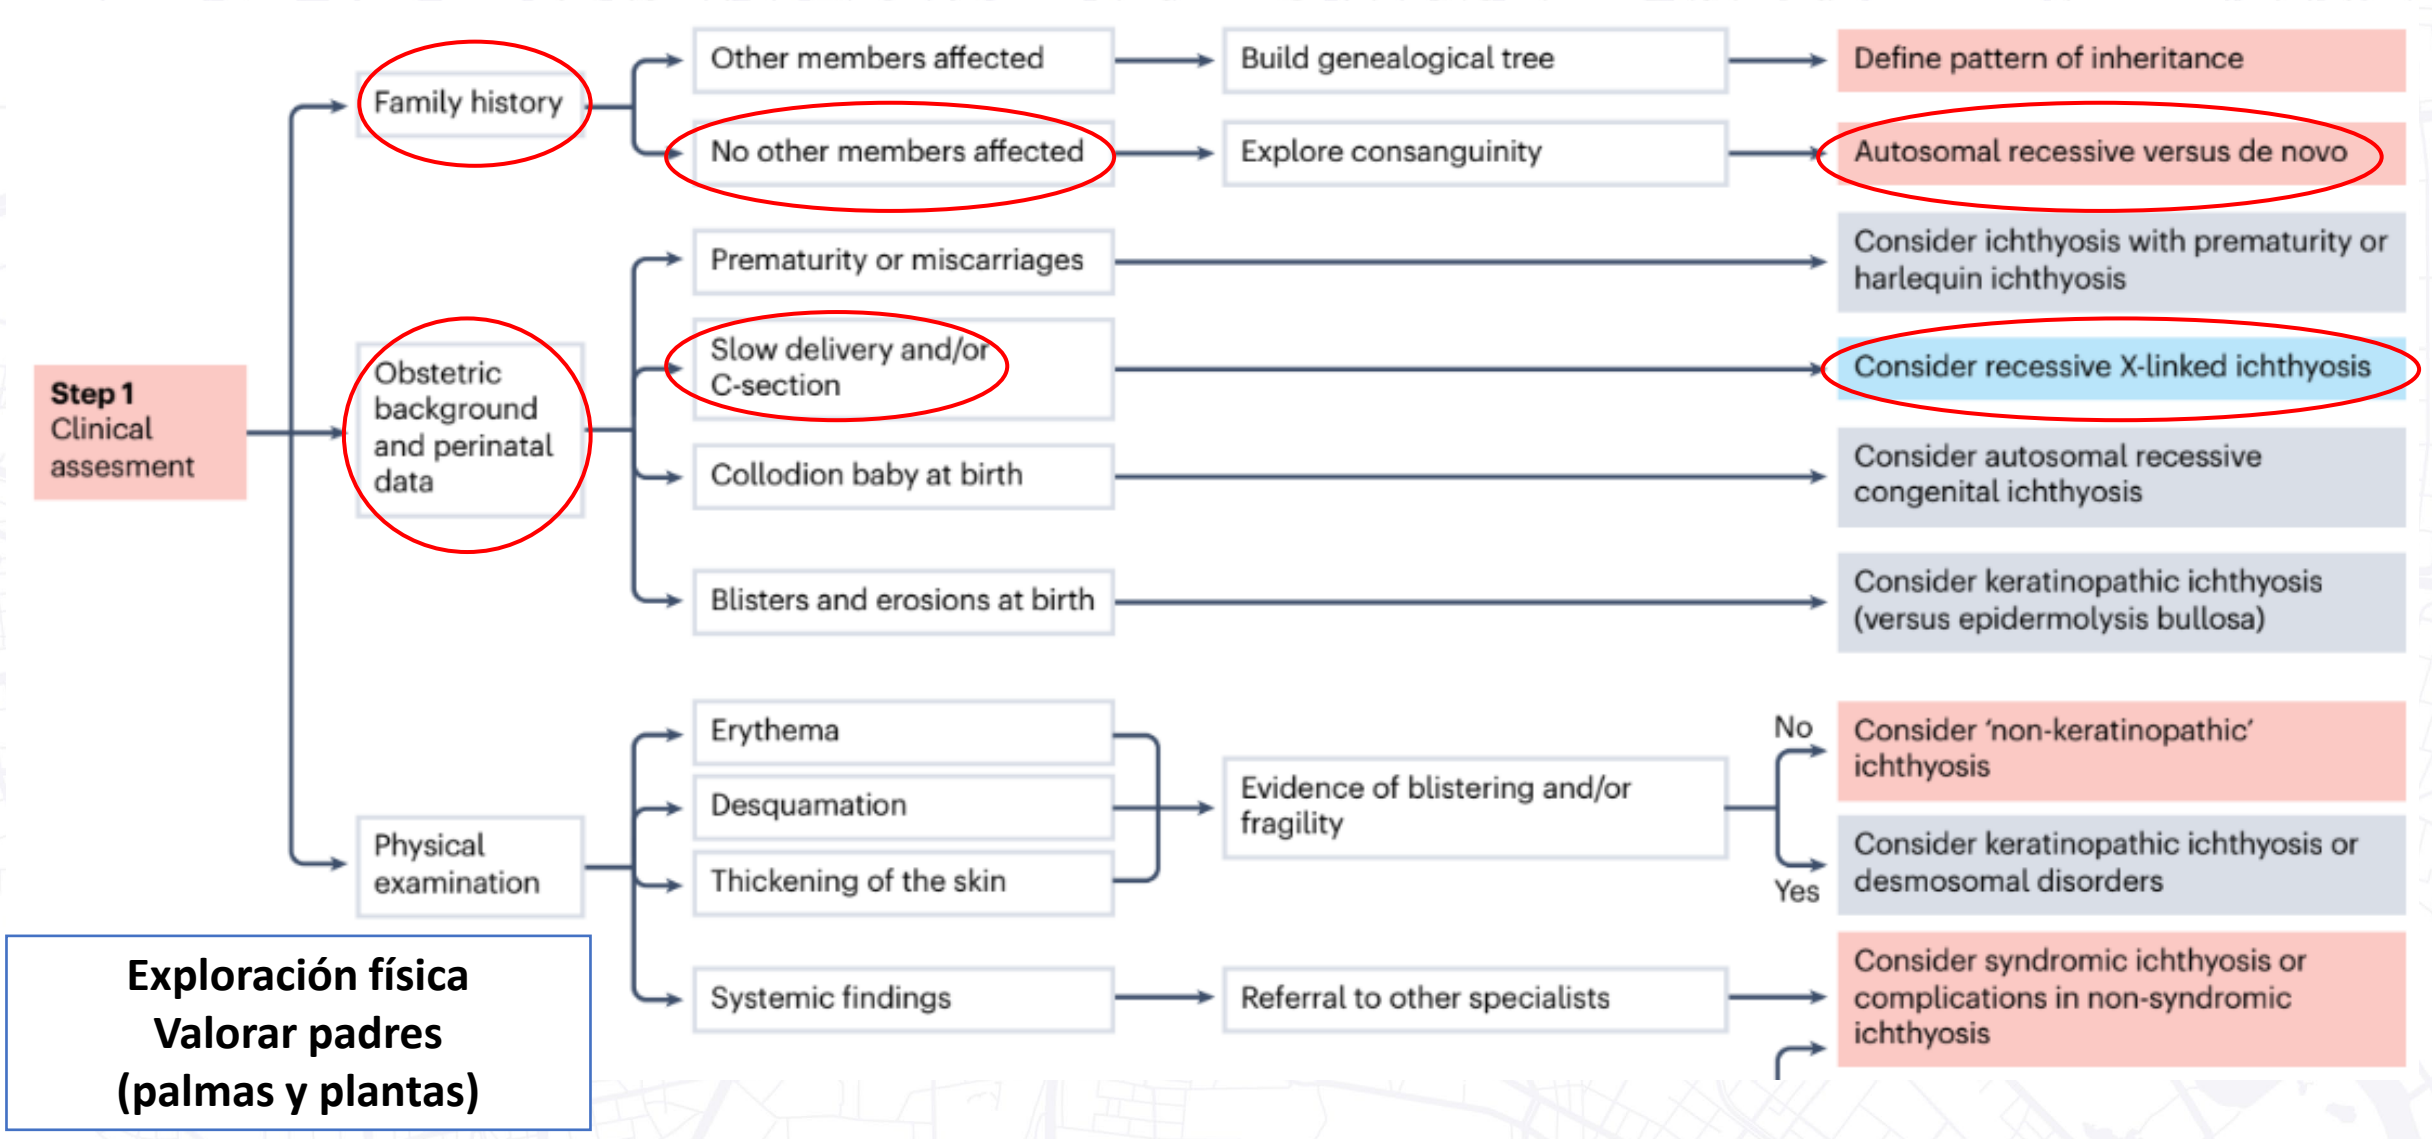 Step 1
Clinical
assesment
Family history
Other members affected
Build genealogical tree
Define pattern of inheritance
No other members affected
Explore consanguinity
Autosomal recessive versus de novo
Obstetric
background
and perinatal
data
Prematurity or miscarriages
Consider ichthyosis with prematurity or
harlequin ichthyosis
Slow delivery and/or
C-section
Consider recessive X-linked ichthyosis
Collodion baby at birth
Consider autosomal recessive
congenital ichthyosis
Blisters and erosions at birth
Consider keratinopathic ichthyosis
(versus epidermolysis bullosa)
Physical
examination
Erythema
Desquamation
Thickening of the skin
Evidence of blistering and/or
fragility
No
Consider ‘non-keratinopathic’
ichthyosis
Yes
Consider keratinopathic ichthyosis or
desmosomal disorders
Systemic findings
Referral to other specialists
Consider syndromic ichthyosis or
complications in non-syndromic
ichthyosis
Exploración física
Valorar padres
(palmas y plantas)